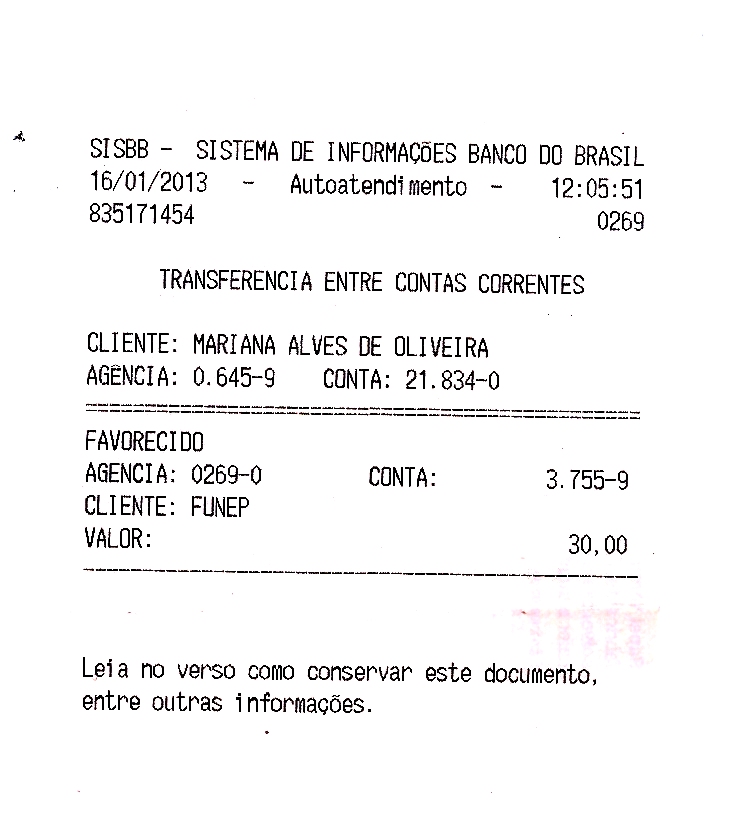 SISBB - SISTEMA DE INFORMAÇÕES BANCO DO BRASIL
16/01/2013 - Autoatendimento - 12:05:51
835171454 0269
TRANSFERENCIA ENTRE CONTAS CORRENTES
CLIENTE: MARIANA ALVES DE OLIVEIRA
AGÊNCIA: 0.645-9 CONTA: 21.834-0
================================================
FAVORECIDO
AGENCIA: 0269-0 CONTA: 3.755-9
CLIENTE: FUNEP
VALOR: 30,00
------------------------------------------------
Leia no verso como conservar este documento,
entre outras informações.